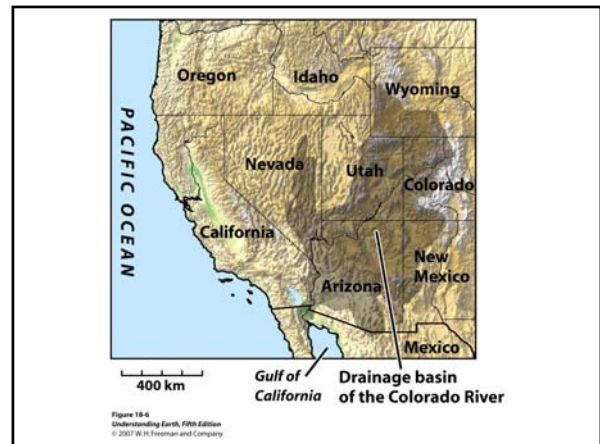 Oregon
Idaho
Wyoming
PACIFIC OCEAN
Nevada
Utah
Colorado
California
Arizona
New
Mexico
Mexico
400 km
Gulf of
California
Drainage basin
of the Colorado River
Figure 18-6
Understanding Earth, Fifth Edition
© 2007 W. H. Freeman and Company